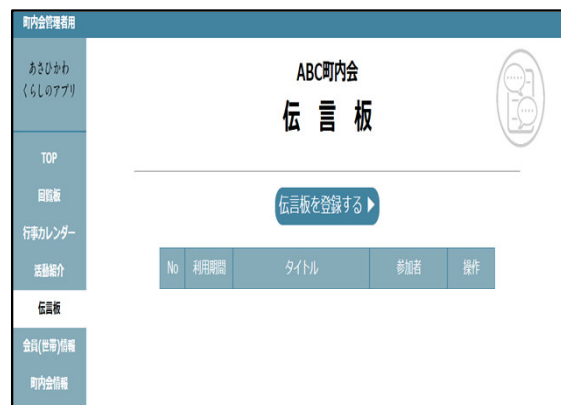 町内会管理者用
あさひかわ
くらしのアプリ
TOP
回覧板
行事カレンダー
活動紹介
伝言板
会員(世帯)情報
町内会情報
ABC町内会
伝言板
伝言板を登録する
No 利用期間 タイトル 参加者 操作